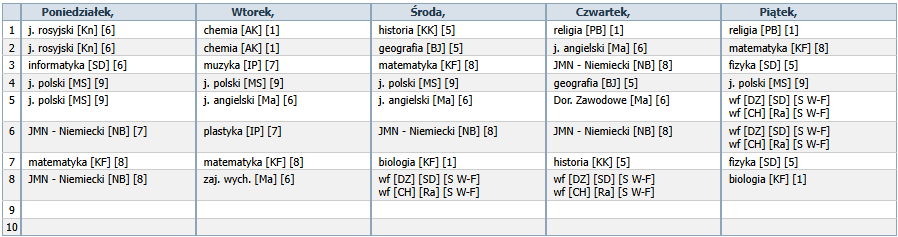 Poniedziałek, Wtorek, Środa, Czwartek, Piątek,
1 j. rosyjski [Kn] [6] chemia [AK] [1] historia [KK] [5] religia [PB] [1] religia [PB] [1]
2 j. rosyjski [Kn] [6] chemia [AK] [1] geografia [BJ] [5] j. angielski [Ma] [6] matematyka [KF] [8]
3 informatyka [SD] [6] muzyka [IP] [7] matematyka [KF] [8] JMN - Niemiecki [NB] [8] fizyka [SD] [5]
4 j. polski [MS] [9] j. polski [MS] [9] j. polski [MS] [9] geografia [BJ] [5] j. polski [MS] [9]
5 j. polski [MS] [9] j. angielski [Ma] [6] j. angielski [Ma] [6] Dor. Zawodowe [Ma] [6] wf [DZ] [SD] [S W-F]
wf [CH] [Ra] [S W-F]
6 JMN - Niemiecki [NB] [7] plastyka [IP] [7] JMN - Niemiecki [NB] [8] JMN - Niemiecki [NB] [8] wf [DZ] [SD] [S W-F]
wf [CH] [Ra] [S W-F]
7 matematyka [KF] [8] matematyka [KF] [8] biologia [KF] [1] historia [KK] [5] fizyka [SD] [5]
8 JMN - Niemiecki [NB] [8] zaj. wych. [Ma] [6] wf [DZ] [SD] [S W-F] wf [DZ] [SD] [S W-F] biologia [KF] [1]
wf [CH] [Ra] [S W-F] wf [CH] [Ra] [S W-F]
9
10